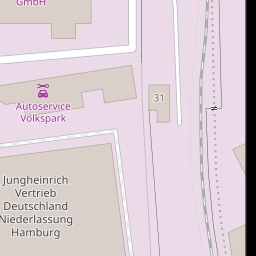 GmbH
31
Autoservice
Volkspark
Jungheinrich
Vertrieb
Deutschland
Niederlassung
Hamburg